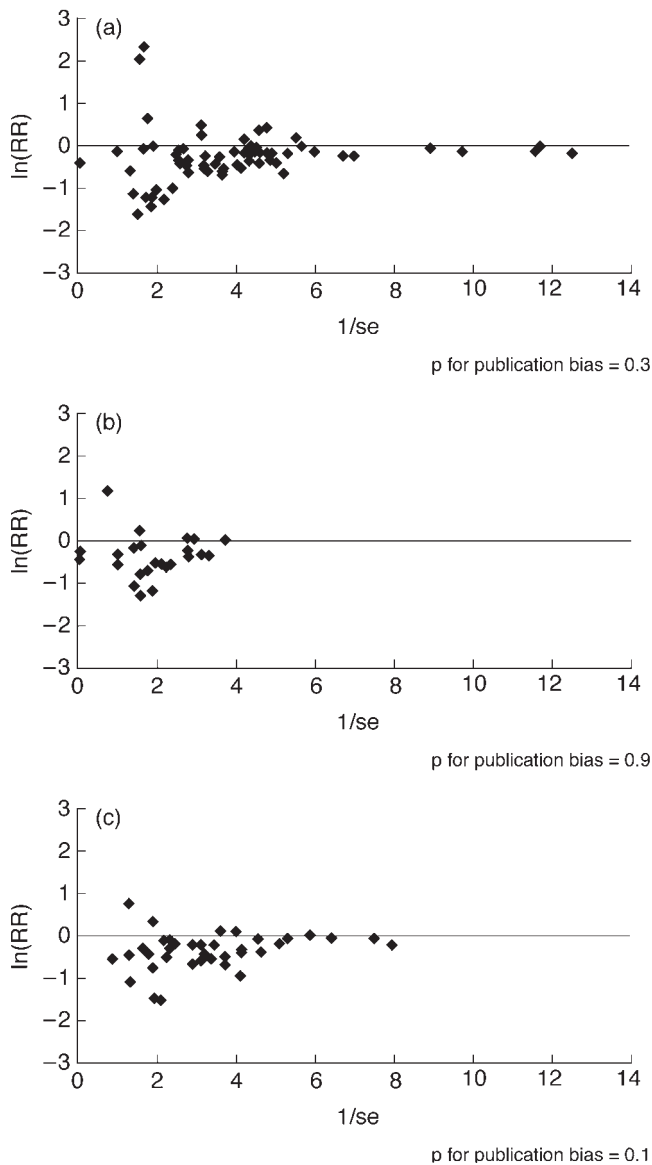 (a)
3
2
1
0
−1
−2
−3
ln(RR)
0 2 4 6 8 10 12 14
1/se
p for publication bias = 0.3
(b)
3
2
1
0
−1
−2
−3
ln(RR)
0 2 4 6 8 10 12 14
1/se
p for publication bias = 0.9
(c)
3
2
1
0
−1
−2
−3
ln(RR)
0 2 4 6 8 10 12 14
1/se
p for publication bias = 0.1